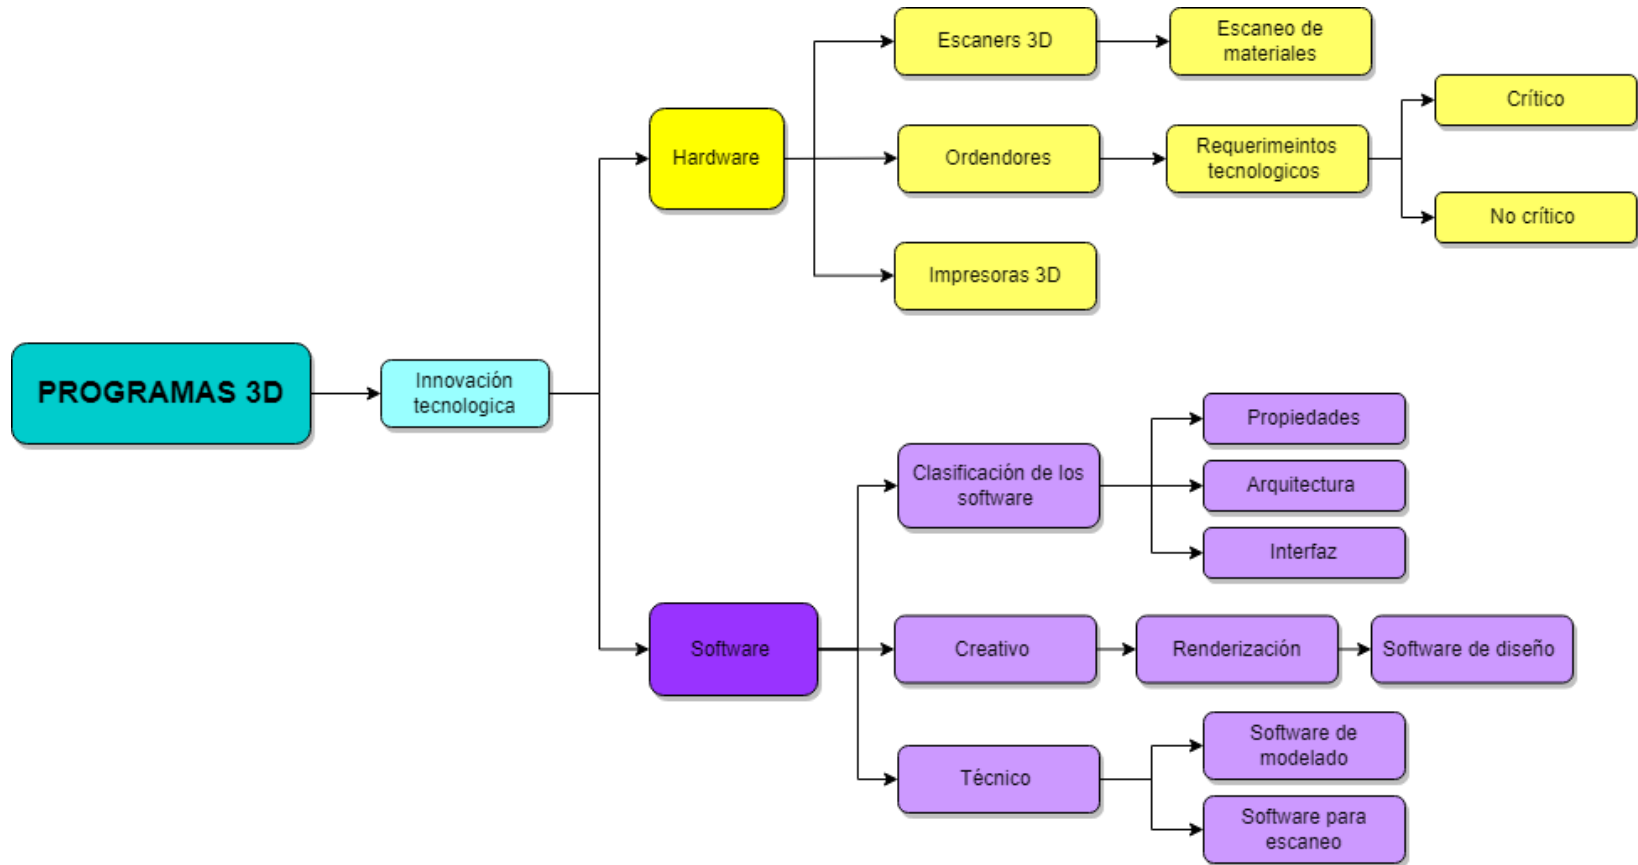 PROGRAMAS 3D
Innovación
tecnologica
Hardware
Escaners 3D
Escaneo de
materiales
Ordendores
Requerimeintos
tecnologicos
Crítico
No crítico
Impresoras 3D
Software
Clasificación de los
software
Propiedades
Arquitectura
Interfaz
Creativo
Renderización
Software de diseño
Técnico
Software de
modelado
Software para
escaneo